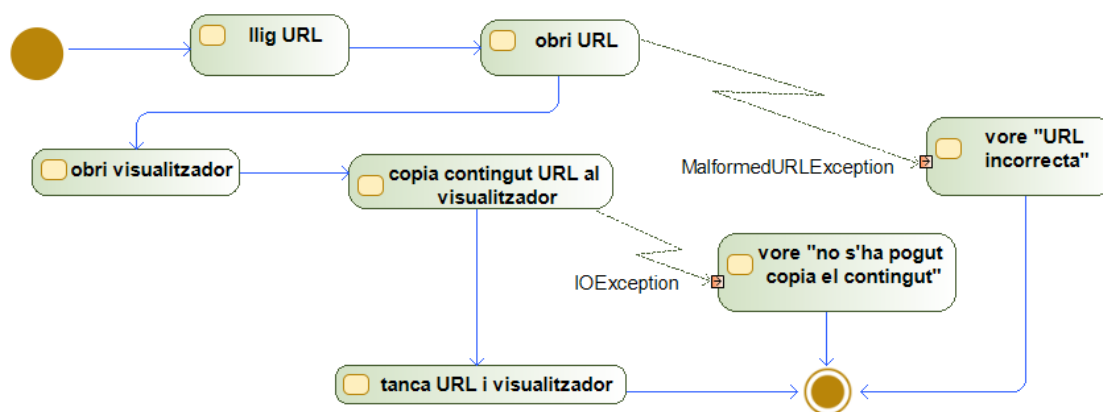 llig URL
obri URL
obri visualitzador
copia contingut URL al
visualitzador
MalformedURLException
vore "URL
incorrecta"
IOException
vore "no s'ha pogut
copia el contingut"
tanca URL i visualitzador